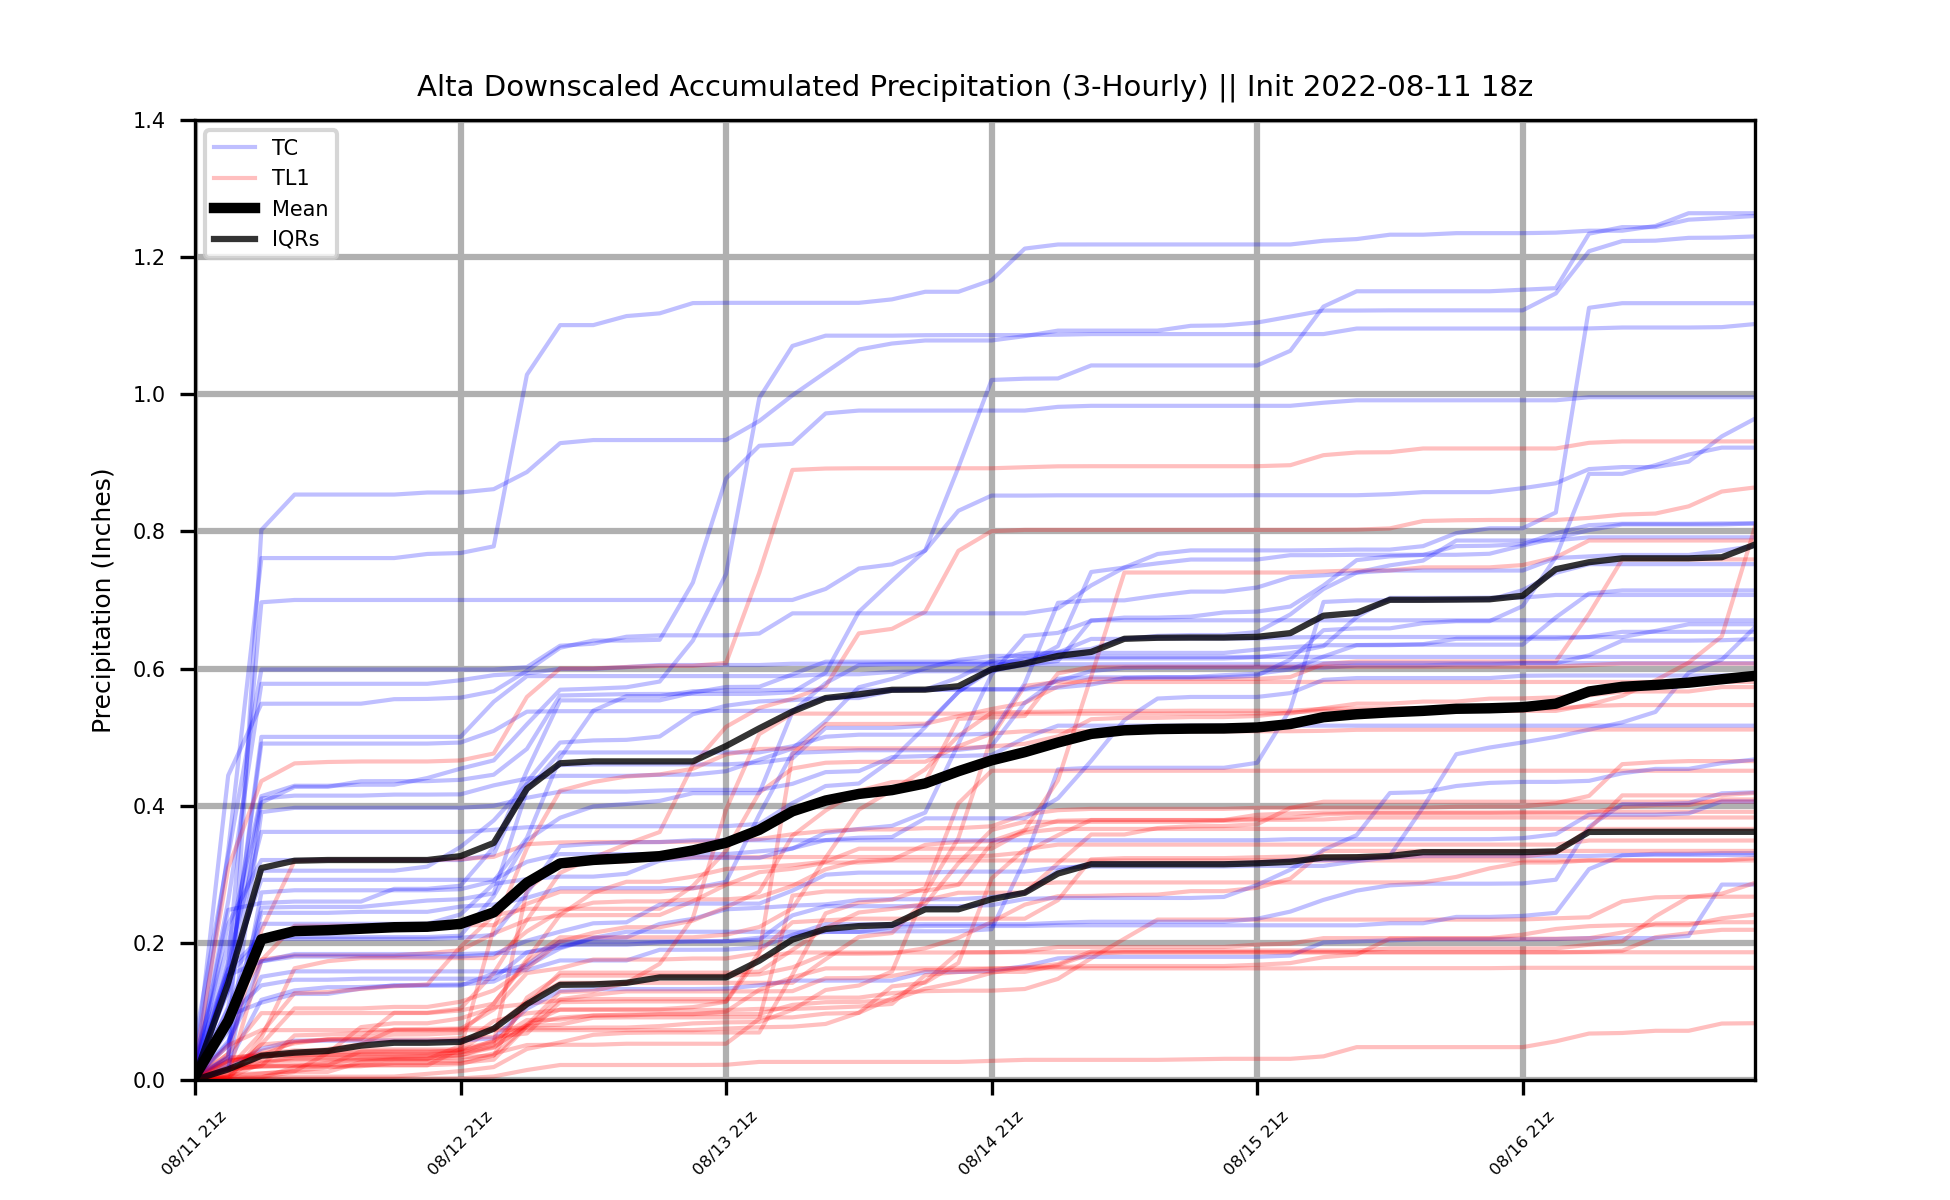 Alta Downscaled Accumulated Precipitation (3-Hourly) || Init 2022-08-11 18z
TC
TL1
Mean
IQRs
Precipitation (Inches)
1.4
1.2
1.0
0.8
0.6
0.4
0.2
0.0
08/11 21z
08/12 21z
08/13 21z
08/14 21z
08/15 21z
08/16 21z